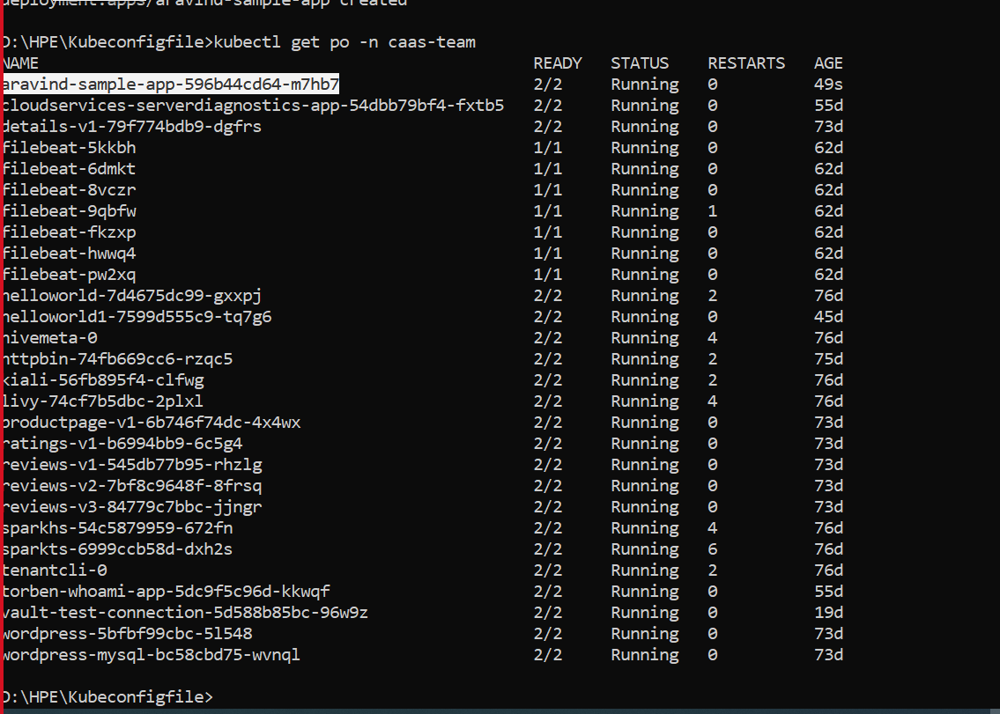 deployment.apps/aravind-sample-app created
D:\HPE\Kubeconfigfile>kubectl get po -n caas-team
NAME READY STATUS RESTARTS AGE
aravind-sample-app-596b44cd64-m7hb7 2/2 Running 0 49s
cloudservices-serverdiagnostics-app-54dbb79bf4-fxtb5 2/2 Running 0 55d
details-v1-79f774bdb9-dgfrs 2/2 Running 0 73d
filebeat-5kkbh 1/1 Running 0 62d
filebeat-6dmkt 1/1 Running 0 62d
filebeat-8vczr 1/1 Running 0 62d
filebeat-9qbfw 1/1 Running 1 62d
filebeat-fkzxp 1/1 Running 0 62d
filebeat-hwwq4 1/1 Running 0 62d
filebeat-pw2xq 1/1 Running 0 62d
helloworld-7d4675dc99-gxxpj 2/2 Running 2 76d
helloworld1-7599d555c9-tq7g6 2/2 Running 0 45d
hivemeta-0 2/2 Running 4 76d
httpbin-74fb669cc6-rzqc5 2/2 Running 2 75d
kiali-56fb895f4-clfwg 2/2 Running 2 76d
livy-74cf7b5dbc-2plxl 2/2 Running 4 76d
productpage-v1-6b746f74dc-4x4wx 2/2 Running 0 73d
ratings-v1-b6994bb9-6c5g4 2/2 Running 0 73d
reviews-v1-545db77b95-rhzlg 2/2 Running 0 73d
reviews-v2-7bf8c9648f-8frsq 2/2 Running 0 73d
reviews-v3-84779c7bbc-jjngr 2/2 Running 0 73d
sparkhs-54c5879959-672fn 2/2 Running 4 76d
sparkts-6999ccb58d-dxh2s 2/2 Running 6 76d
tenantcli-0 2/2 Running 2 76d
torben-whoami-app-5dc9f5c96d-kkwqf 2/2 Running 0 55d
vault-test-connection-5d588b85bc-96w9z 2/2 Running 0 19d
wordpress-5bfbf99cbc-5l548 2/2 Running 0 73d
wordpress-mysql-bc58cbd75-wvnql 2/2 Running 0 73d
D:\HPE\Kubeconfigfile>